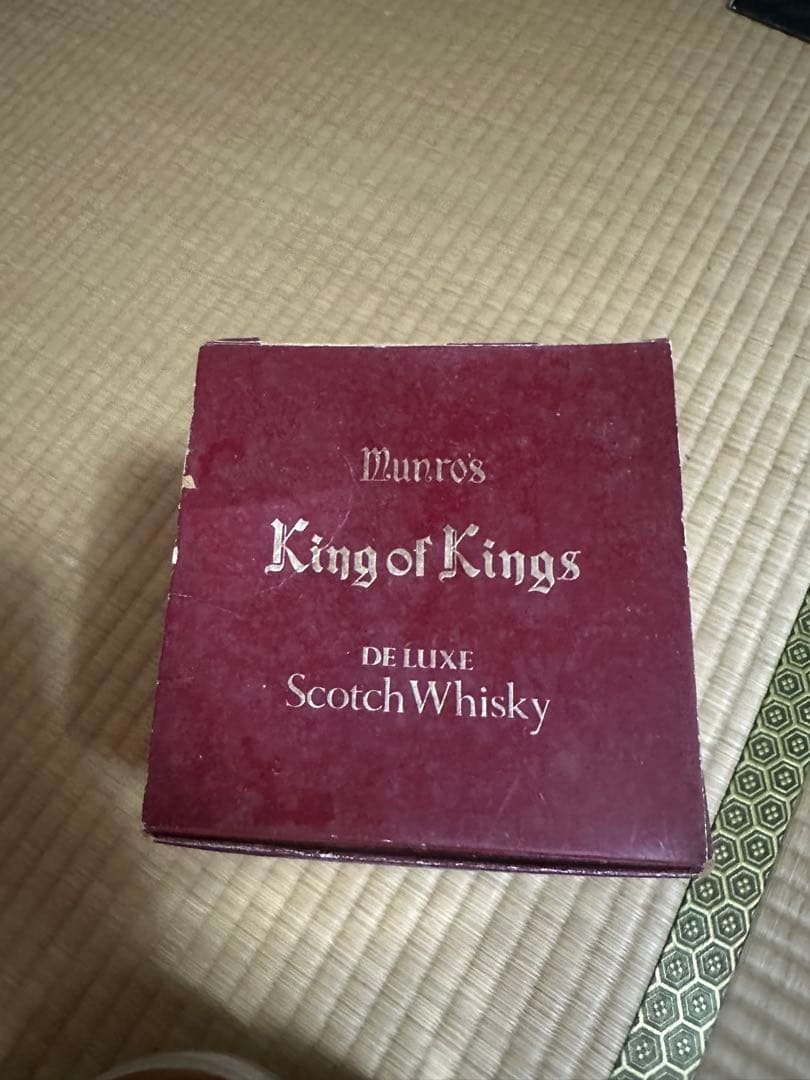 Munro's
King of Kings
DE LUXE
Scotch Whisky